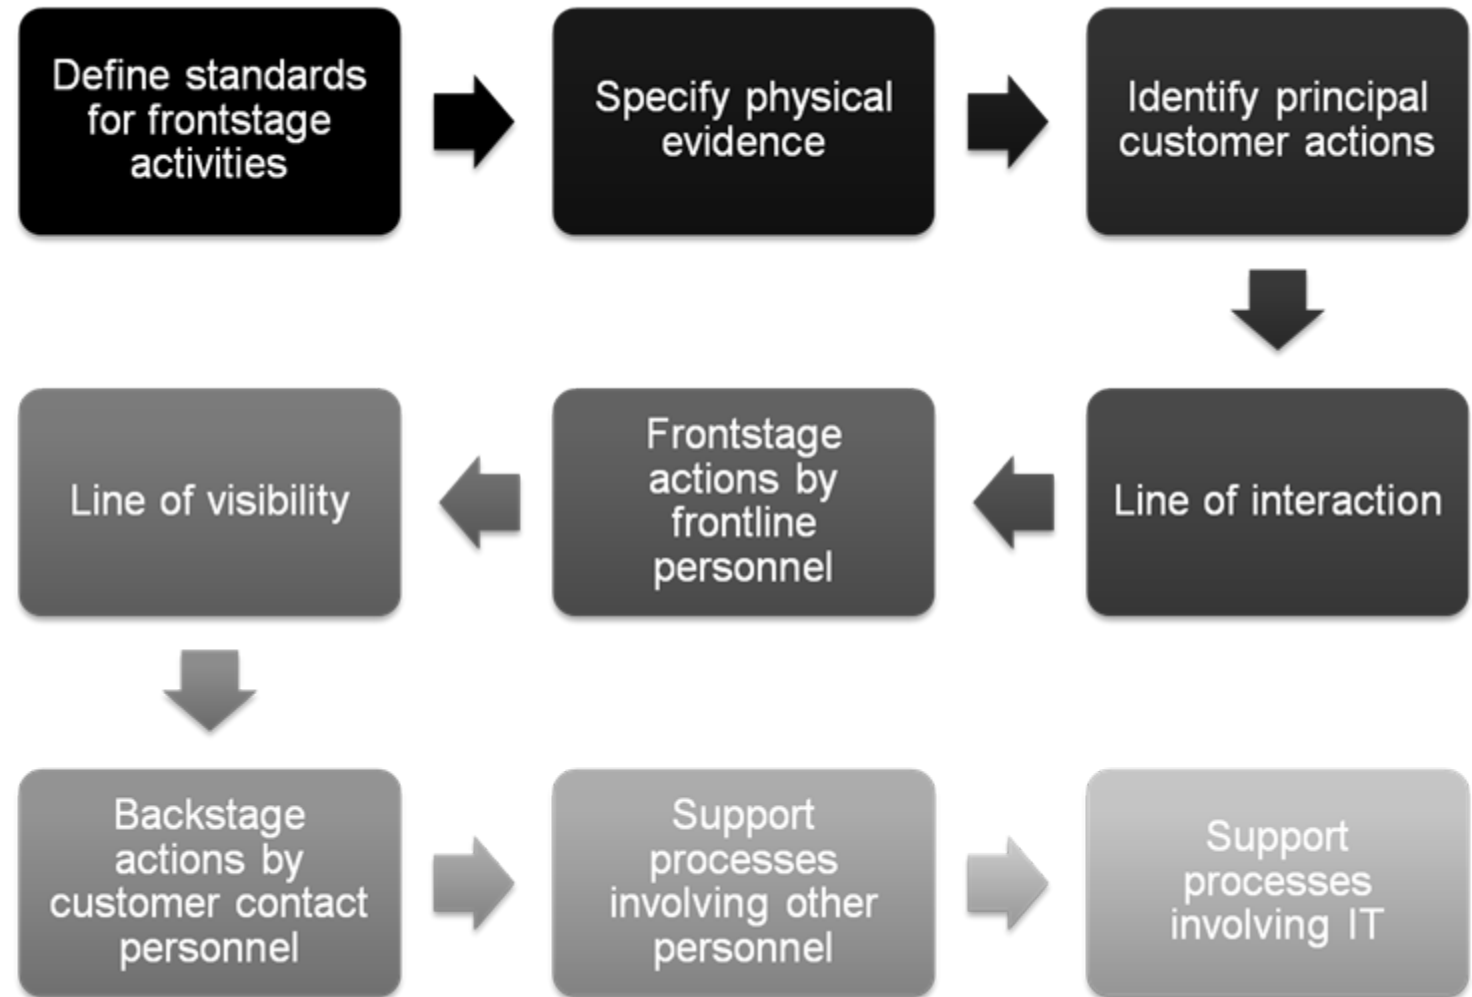 Define standards
for frontstage
activities
Specify physical
evidence
Identify principal
customer actions
Line of interaction
Frontstage
actions by
frontline
personnel
Line of visibility
Backstage
actions by
customer contact
personnel
Support
processes
involving other
personnel
Support
processes
involving IT